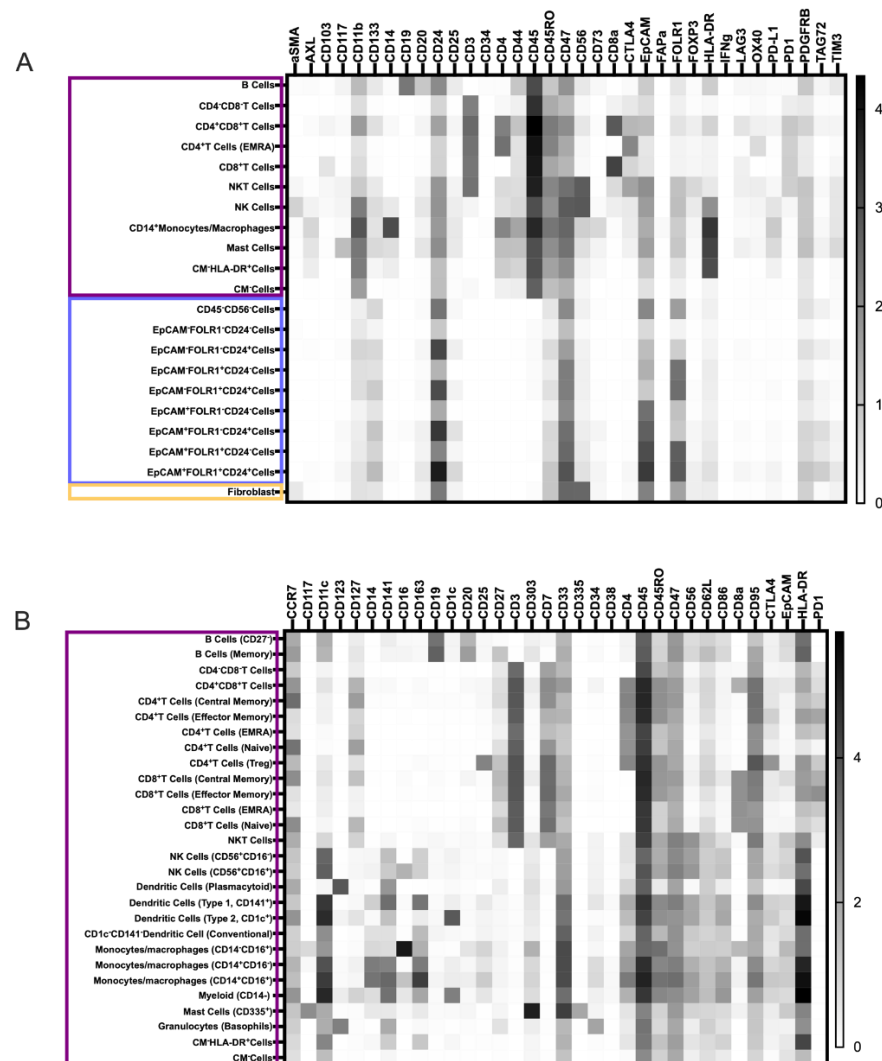 A
aSMA AXL CD103 CD117 CD11b CD133 CD14 CD19 CD20 CD24 CD25 CD3 CD34 CD4 CD44 CD45 CD45RO CD47 CD56 CD73 CD8a CTLA4 EpCAM FAPa FOLR1 FOXP3 HLA-DR IFNg LAG3 OX40 PD-L1 PD1 PDGFRB TAG72 TIM3
B Cells
CD4⁻CD8⁻T Cells
CD4⁺CD8⁺T Cells
CD4⁺T Cells (EMRA)
CD8⁺T Cells
NKT Cells
NK Cells
CD14⁺Monocytes/Macrophages
Mast Cells
CM⁻HLA-DR⁺Cells
CM⁻Cells
CD45⁻CD56⁻Cells
EpCAM⁻FOLR1⁻CD24⁻Cells
EpCAM⁻FOLR1⁻CD24⁺Cells
EpCAM⁻FOLR1⁺CD24⁻Cells
EpCAM⁻FOLR1⁺CD24⁺Cells
EpCAM⁺FOLR1⁻CD24⁻Cells
EpCAM⁺FOLR1⁻CD24⁺Cells
EpCAM⁺FOLR1⁺CD24⁻Cells
EpCAM⁺FOLR1⁺CD24⁺Cells
Fibroblast
4
3
2
1
0
B
CCR7 CD117 CD11c CD123 CD127 CD14 CD141 CD16 CD163 CD19 CD1c CD20 CD25 CD27 CD3 CD303 CD7 CD33 CD335 CD34 CD38 CD4 CD45 CD45RO CD47 CD56 CD62L CD86 CD8a CD95 CTLA4 EpCAM HLA-DR PD1
B Cells (CD27⁻)
B Cells (Memory)
CD4⁻CD8⁻T Cells
CD4⁺CD8⁺T Cells
CD4⁺T Cells (Central Memory)
CD4⁺T Cells (Effector Memory)
CD4⁺T Cells (EMRA)
CD4⁺T Cells (Naive)
CD4⁺T Cells (Treg)
CD8⁺T Cells (Central Memory)
CD8⁺T Cells (Effector Memory)
CD8⁺T Cells (EMRA)
CD8⁺T Cells (Naive)
NKT Cells
NK Cells (CD56⁺CD16⁻)
NK Cells (CD56⁺CD16⁺)
Dendritic Cells (Plasmacytoid)
Dendritic Cells (Type 1, CD141⁺)
Dendritic Cells (Type 2, CD1c⁺)
CD1c⁻CD141⁻Dendritic Cell (Conventional)
Monocytes/macrophages (CD14⁻CD16⁺)
Monocytes/macrophages (CD14⁺CD16⁻)
Monocytes/macrophages (CD14⁺CD16⁺)
Myeloid (CD14-)
Mast Cells (CD335⁺)
Granulocytes (Basophils)
CM⁻HLA-DR⁺Cells
CM⁻Cells
4
2
0